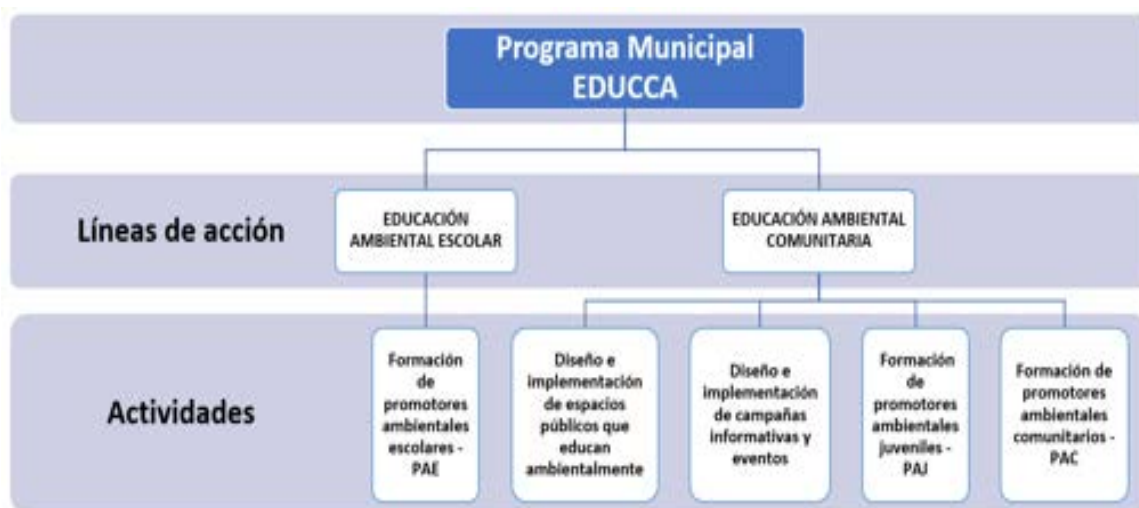 Programa Municipal
EDUCCA
Líneas de acción
EDUCACIÓN
AMBIENTAL ESCOLAR
EDUCACIÓN AMBIENTAL
COMUNITARIA
Actividades
Formación
de
promotores
ambientales
escolares -
PAE
Diseño e
implementación
de espacios
públicos que
educan
ambientalmente
Diseño e
implementación
de campañas
informativas y
eventos
Formación
de
promotores
ambientales
juveniles -
PAJ
Formación de
promotores
ambientales
comunitarios -
PAC